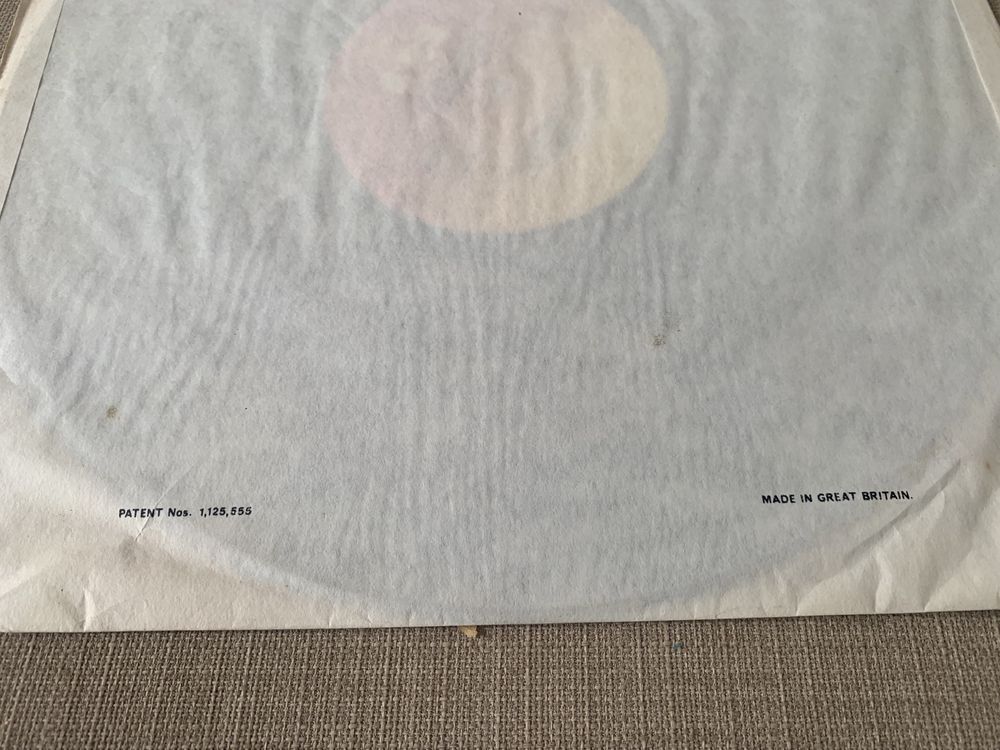 PATENT Nos. 1,125,555
MADE IN GREAT BRITAIN.